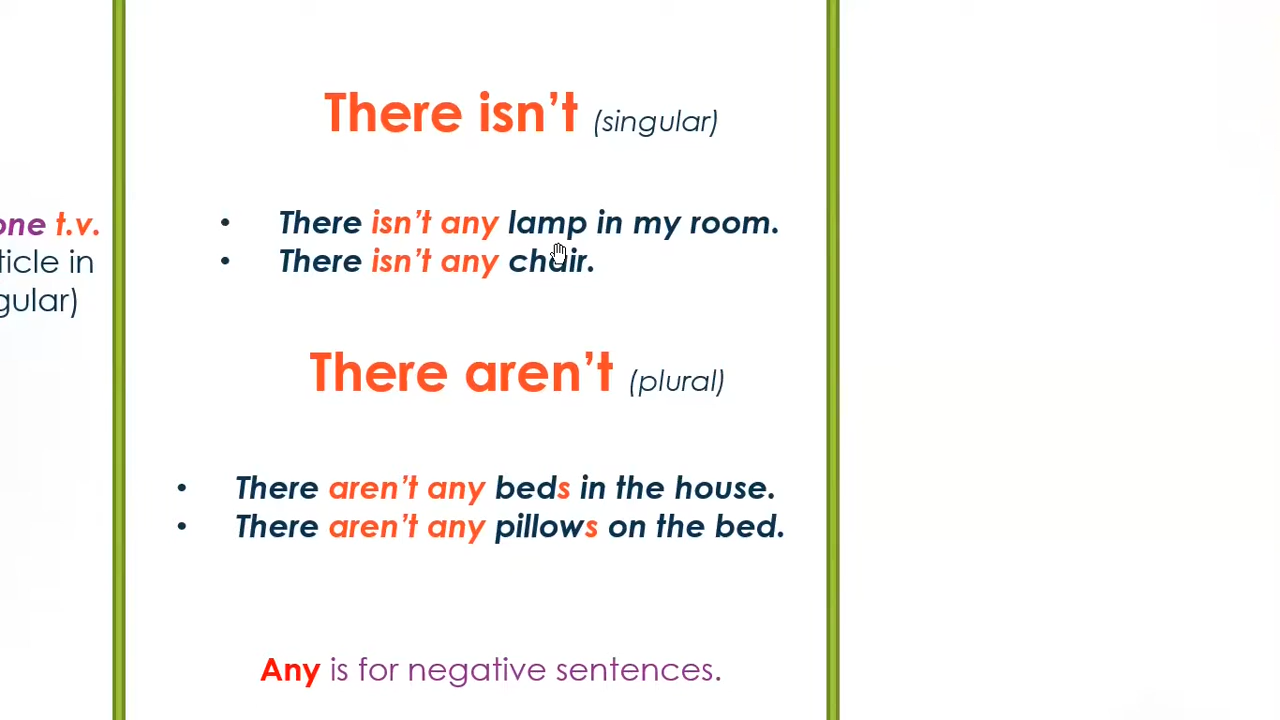 There isn't (singular)
one t.v.
ticle in
gular)
• There isn't any lamp in my room.
• There isn't any chair.
There aren't (plural)
• There aren't any beds in the house.
• There aren't any pillows on the bed.
Any is for negative sentences.